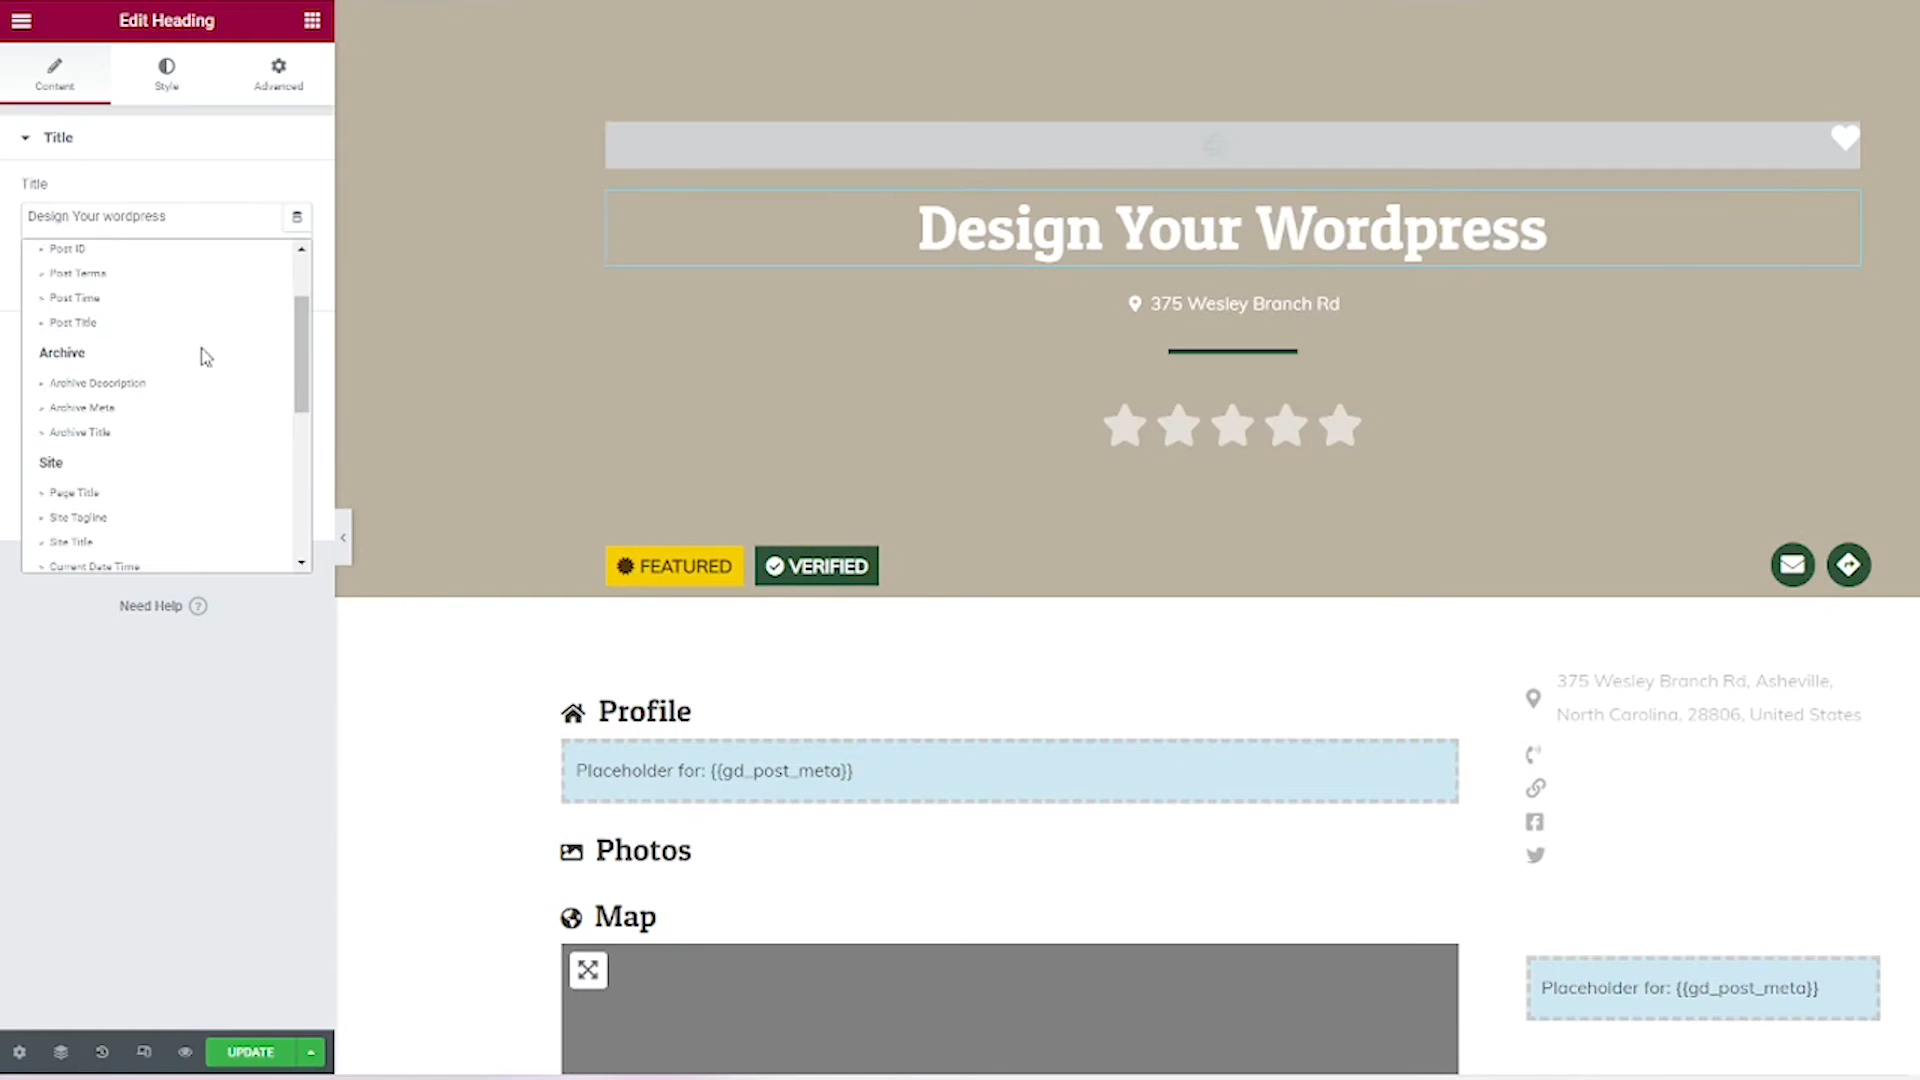 Edit Heading
Content
Style
Advanced
Title
Title
Design Your wordpress
Post ID
Post Terms
Post Time
Post Title
Archive
Archive Description
Archive Meta
Archive Title
Site
Page Title
Site Tagline
Site Title
Current Date Time
Need Help ?
UPDATE
Design Your Wordpress
375 Wesley Branch Rd
FEATURED
VERIFIED
Profile
Placeholder for: {{gd_post_meta}}
Photos
Map
375 Wesley Branch Rd, Asheville,
North Carolina, 28806, United States
Placeholder for: {{gd_post_meta}}